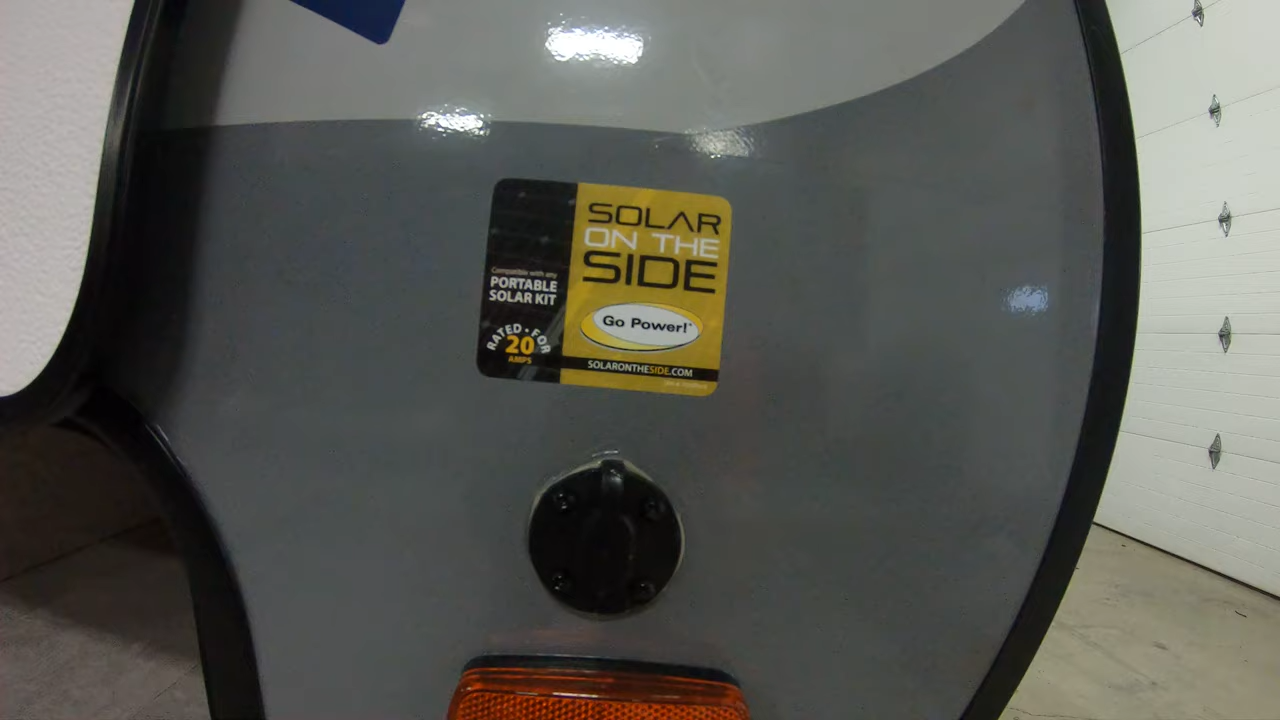 SOLAR
ON THE
SIDE
Compatible with any
PORTABLE
SOLAR KIT
Go Power!
RATED · FOR
20
AMPS
SOLARONTHESIDE.COM